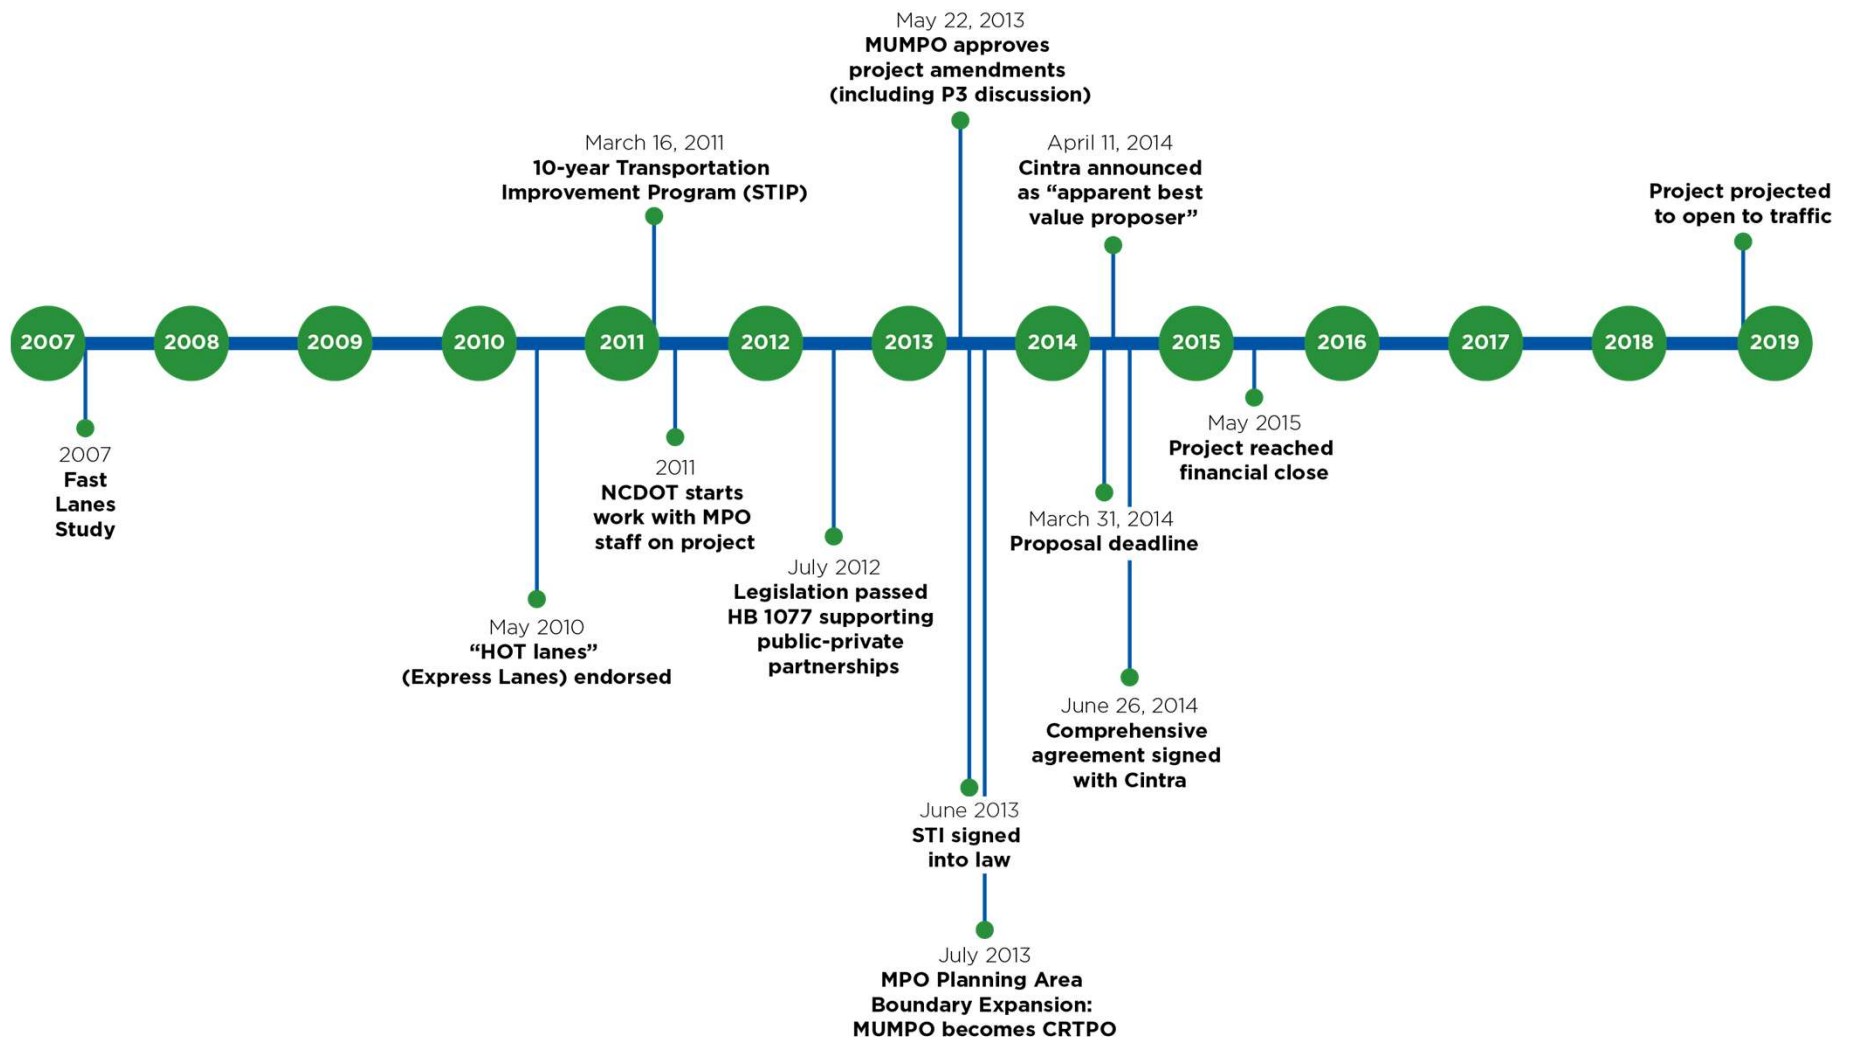 May 22, 2013
MUMPO approves
project amendments
(including P3 discussion)
March 16, 2011
10-year Transportation
Improvement Program (STIP)
April 11, 2014
Cintra announced
as “apparent best
value proposer”
Project projected
to open to traffic
2007
2008
2009
2010
2011
2012
2013
2014
2015
2016
2017
2018
2019
2007
Fast
Lanes
Study
May 2010
“HOT lanes”
(Express Lanes) endorsed
2011
NCDOT starts
work with MPO
staff on project
July 2012
Legislation passed
HB 1077 supporting
public-private
partnerships
June 2013
STI signed
into law
July 2013
MPO Planning Area
Boundary Expansion:
MUMPO becomes CRTPO
March 31, 2014
Proposal deadline
June 26, 2014
Comprehensive
agreement signed
with Cintra
May 2015
Project reached
financial close